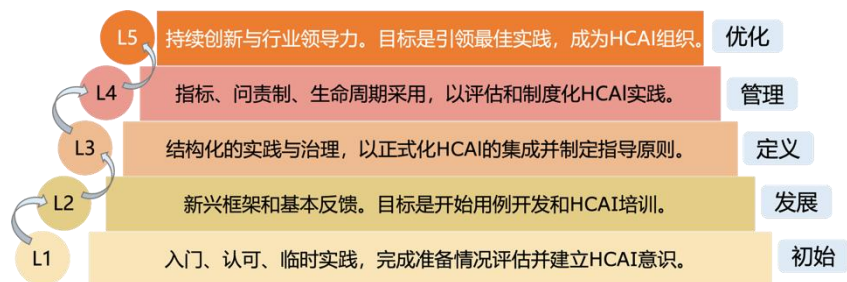 L5 持续创新与行业领导力。目标是引领最佳实践，成为HCAI组织。 优化
L4 指标、问责制、生命周期采用，以评估和制度化HCAI实践。 管理
L3 结构化的实践与治理，以正式化HCAI的集成并制定指导原则。 定义
L2 新兴框架和基本反馈。目标是开始用例开发和HCAI培训。 发展
L1 入门、认可、临时实践，完成准备情况评估并建立HCAI意识。 初始